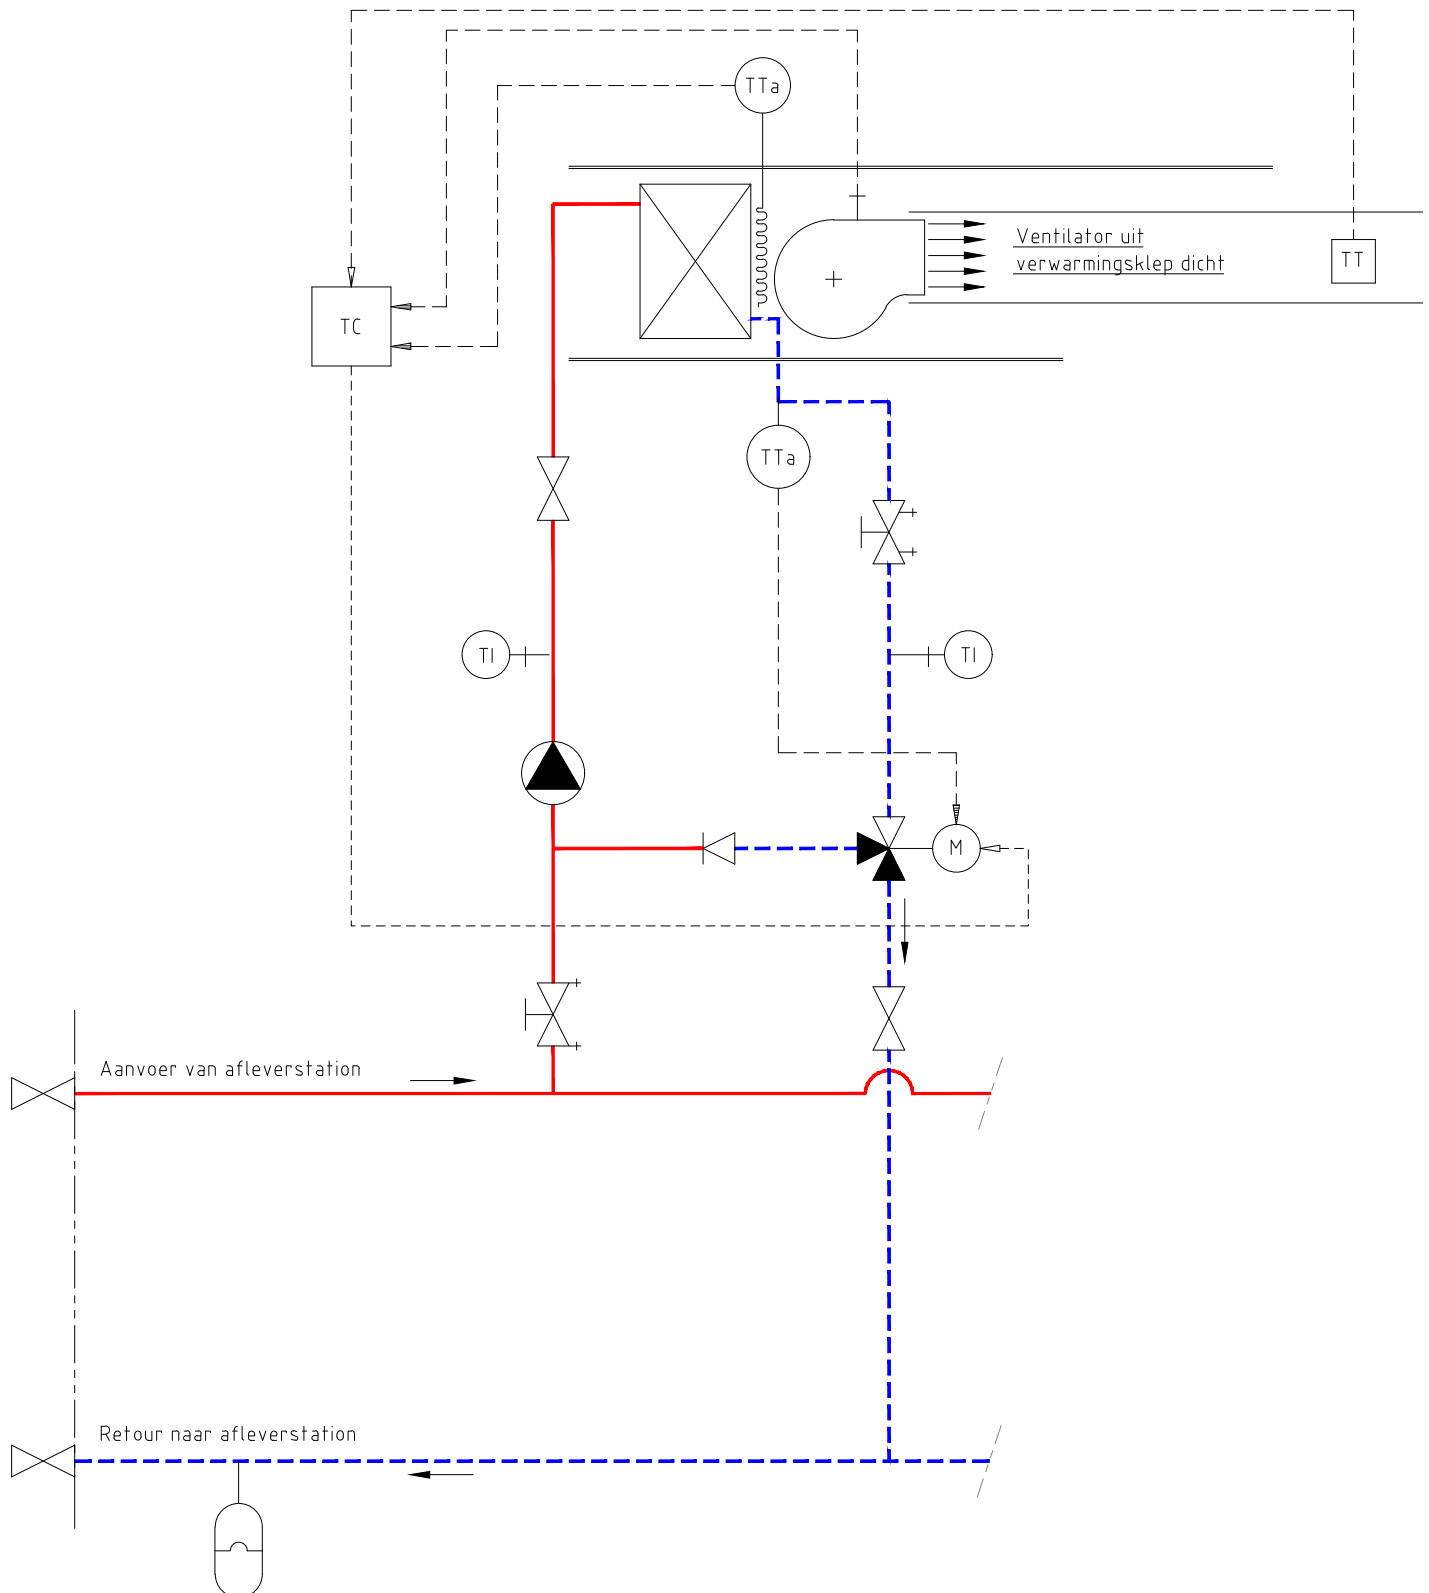 TTa
Ventilator uit
verwarmingsklep dicht
TT
TC
TTa
TI
TI
M
Aanvoer van afleverstation
Retour naar afleverstation